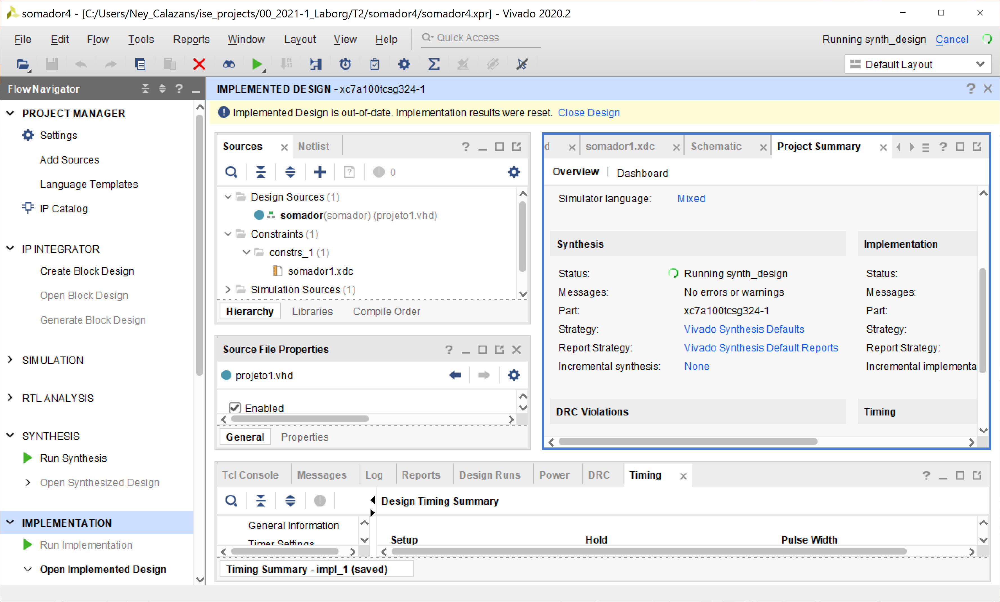 somador4 - [C:/Users/Ney_Calazans/ise_projects/00_2021-1_Laborg/T2/somador4/somador4.xpr] - Vivado 2020.2
File Edit Flow Tools Reports Window Layout View Help Quick Access Running synth_design Cancel
Default Layout
Flow Navigator
PROJECT MANAGER
Settings
Add Sources
Language Templates
IP Catalog
IP INTEGRATOR
Create Block Design
Open Block Design
Generate Block Design
SIMULATION
RTL ANALYSIS
SYNTHESIS
Run Synthesis
Open Synthesized Design
IMPLEMENTATION
Run Implementation
Open Implemented Design
IMPLEMENTED DESIGN - xc7a100tcsg324-1
Implemented Design is out-of-date. Implementation results were reset. Close Design
Sources Netlist
0
Design Sources (1)
somador(somador) (projeto1.vhd)
Constraints (1)
constrs_1 (1)
somador1.xdc
Simulation Sources (1)
Hierarchy Libraries Compile Order
Source File Properties
projeto1.vhd
Enabled
General Properties
d somador1.xdc Schematic Project Summary
Overview | Dashboard
Simulator language: Mixed
Synthesis Implementation
Status: Running synth_design Status:
Messages: No errors or warnings Messages:
Part: xc7a100tcsg324-1 Part:
Strategy: Vivado Synthesis Defaults Strategy:
Report Strategy: Vivado Synthesis Default Reports Report Strategy:
Incremental synthesis: None Incremental implementa
DRC Violations Timing
Tcl Console Messages Log Reports Design Runs Power DRC Timing
Design Timing Summary
General Information
Timer Settings
Setup Hold Pulse Width
Timing Summary - impl_1 (saved)